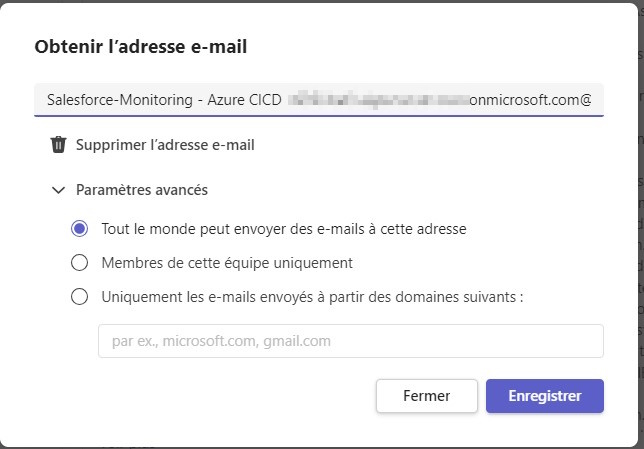 Obtenir l’adresse e-mail
Salesforce-Monitoring - Azure CICD onmicrosoft.com@
Supprimer l’adresse e-mail
Paramètres avancés
Tout le monde peut envoyer des e-mails à cette adresse
Membres de cette équipe uniquement
Uniquement les e-mails envoyés à partir des domaines suivants :
par ex., microsoft.com, gmail.com
Fermer
Enregistrer